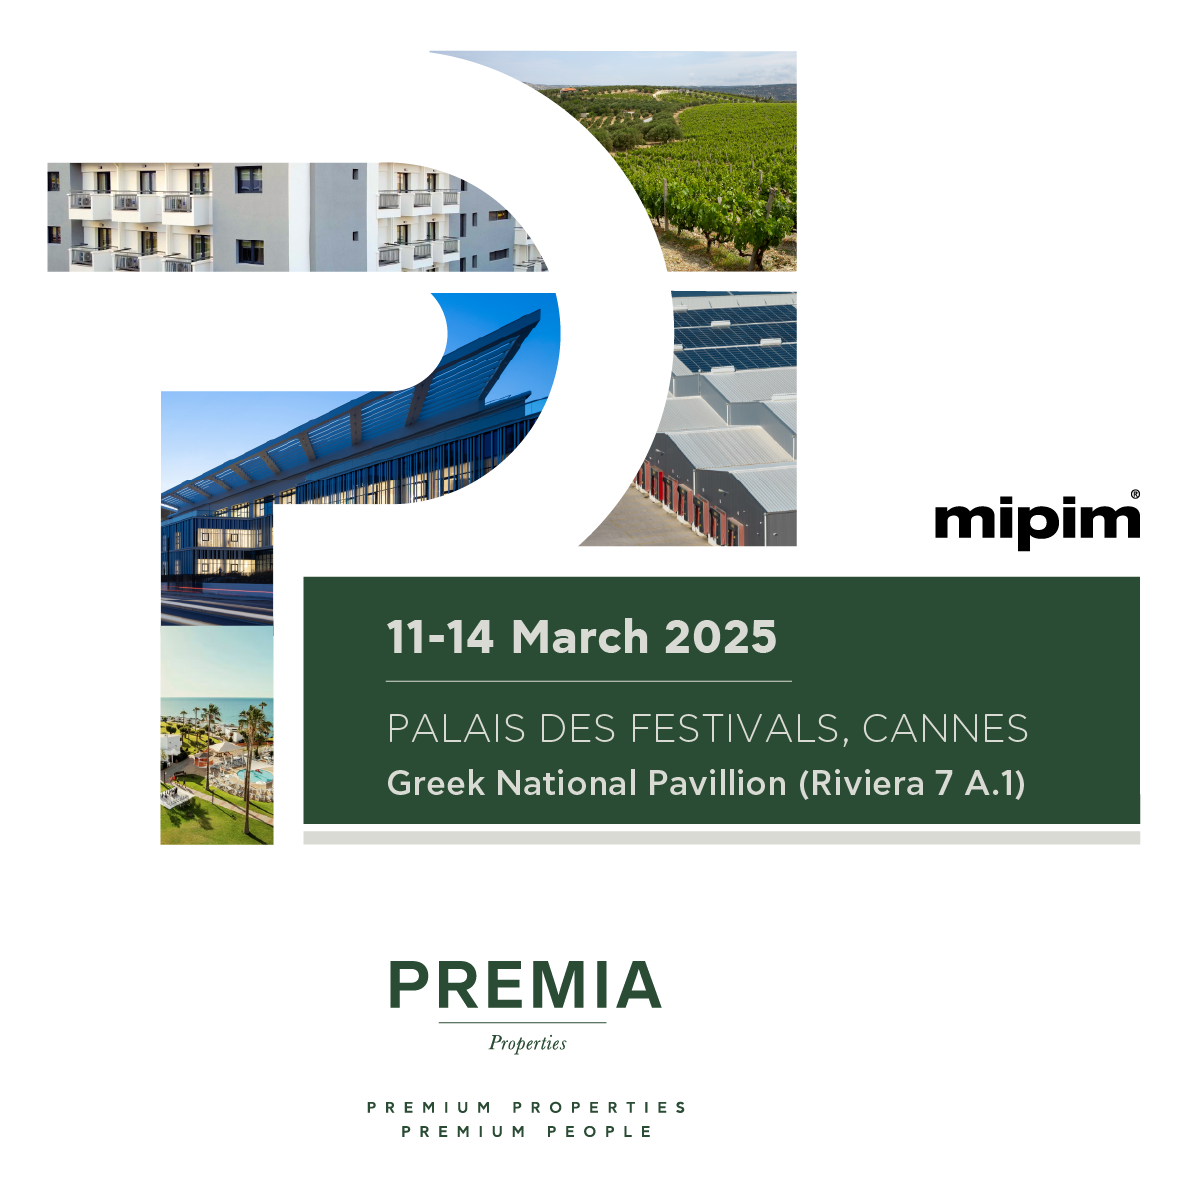 mipim®
11-14 March 2025
PALAIS DES FESTIVALS, CANNES
Greek National Pavillion (Riviera 7 A.1)
PREMIA
Properties
PREMIUM PROPERTIES
PREMIUM PEOPLE